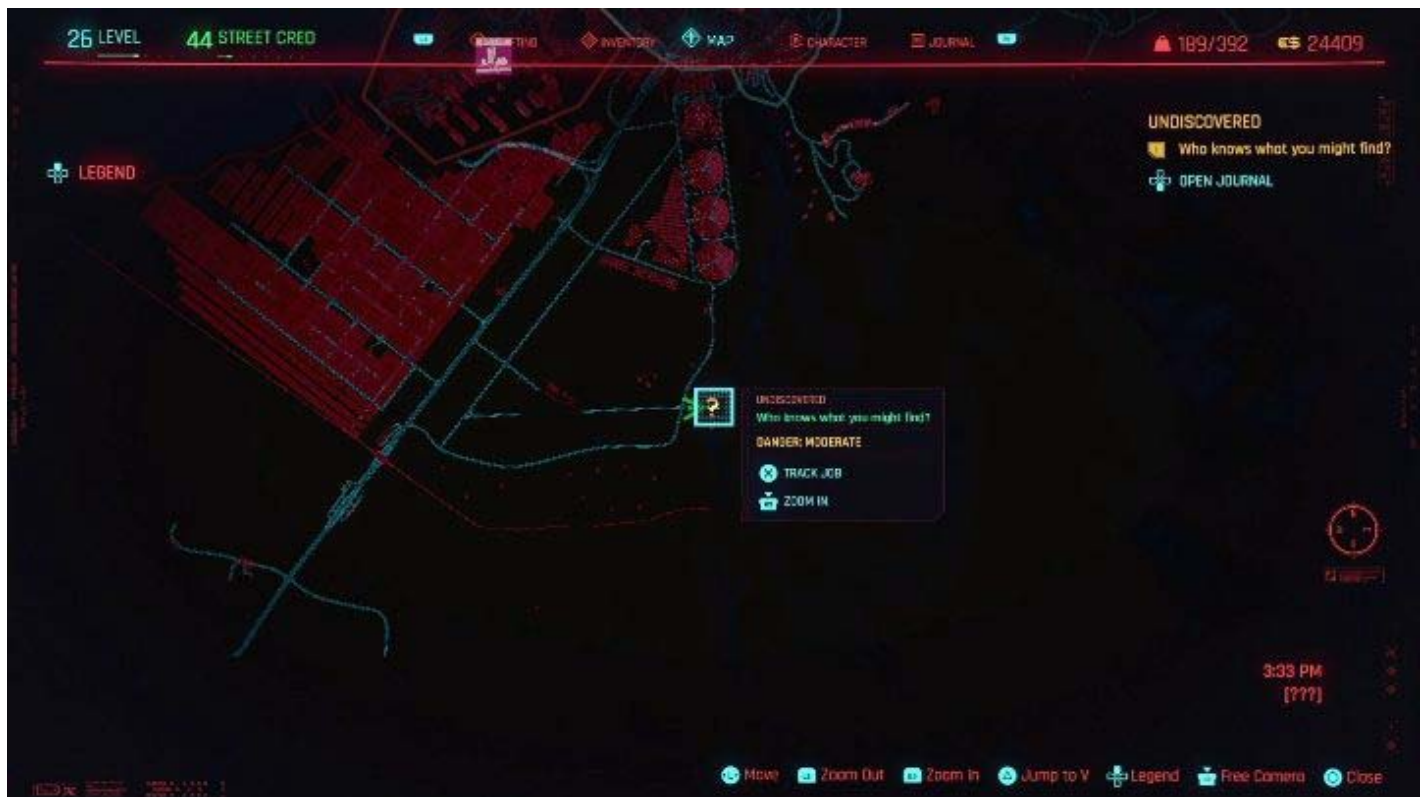 26 LEVEL
44 STREET CRED
INVENTORY
MAP
CHARACTER
JOURNAL
189/392
€$ 24409
UNDISCOVERED
Who knows what you might find?
OPEN JOURNAL
LEGEND
?
UNDISCOVERED
Who knows what you might find?
DANGER: MODERATE
TRACK JOB
ZOOM IN
3:33 PM
[???]
Move
Zoom Out
Zoom In
Jump to V
Legend
Free Camera
Close